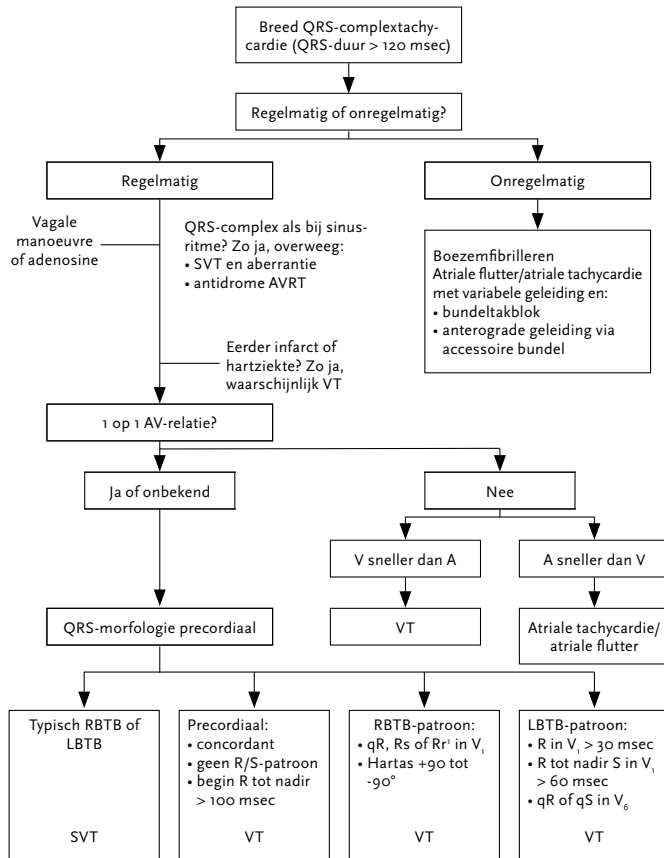 Breed QRS-complextachy-
cardie (QRS-duur > 120 msec)
Regelmatig of onregelmatig?
Regelmatig
Onregelmatig
Vagale
manoeuvre
of adenosine
QRS-complex als bij sinus-
ritme? Zo ja, overweeg:
• SVT en aberrantie
• antidrome AVRT
Boezemfibrilleren
Atriale flutter/atriale tachycardie
met variabele geleiding en:
• bundeltakblok
• anterograde geleiding via
accessoire bundel
Eerder infarct of
hartziekte? Zo ja,
waarschijnlijk VT
1 op 1 AV-relatie?
Ja of onbekend
Nee
V sneller dan A
A sneller dan V
QRS-morfologie precordiaal
VT
Atriale tachycardie/
atriale flutter
Typisch RBTB of
LBTB
SVT
Precordiaal:
• concordant
• geen R/S-patroon
• begin R tot nadir
> 100 msec
VT
RBTB-patroon:
• qR, Rs of Rr¹ in V₁
• Hartas +90 tot
-90°
VT
LBTB-patroon:
• R in V₁ > 30 msec
• R tot nadir S in V₁
> 60 msec
• qR of qS in V₆
VT